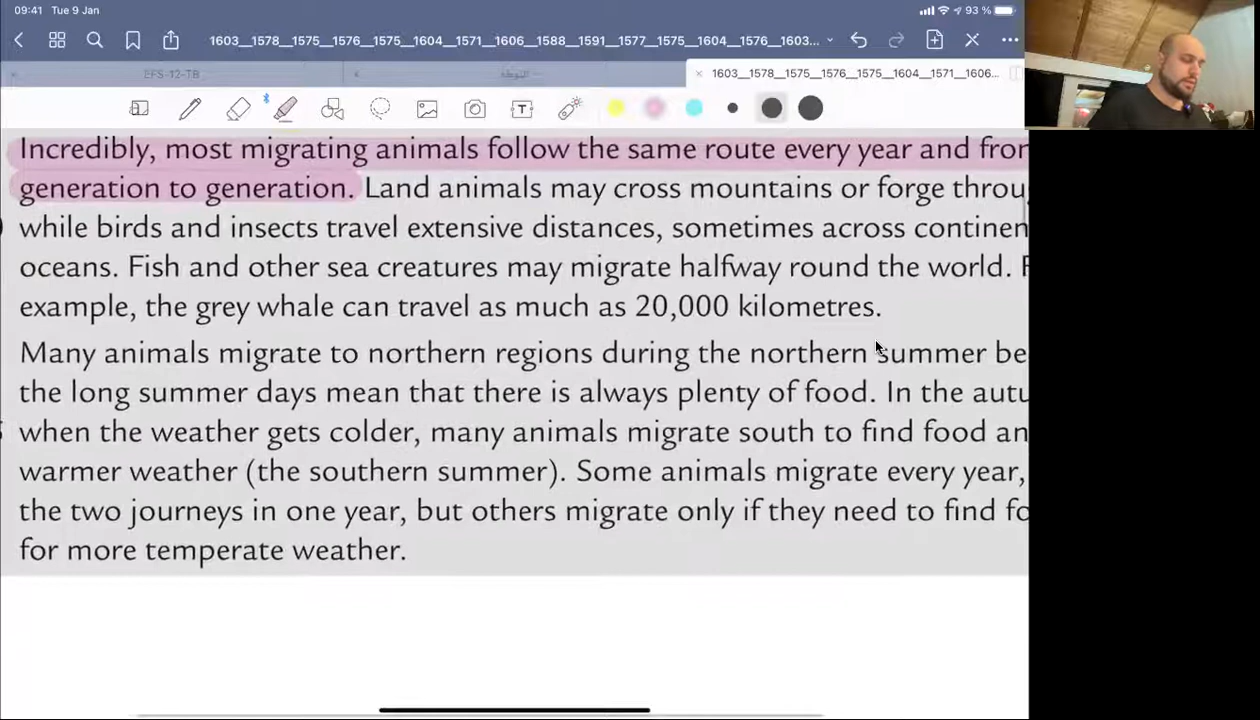 09:41 Tue 9 Jan
93 %
1603__1578__1575__1576__1575__1604__1571__1606__1588__1591__1577__1575__1604__1576__1603...
EFS-12-TB
1603__1578__1575__1576__1575__1604__1571__1606...
T
Incredibly, most migrating animals follow the same route every year and from
generation to generation. Land animals may cross mountains or forge throu
while birds and insects travel extensive distances, sometimes across continen
oceans. Fish and other sea creatures may migrate halfway round the world. F
example, the grey whale can travel as much as 20,000 kilometres.
Many animals migrate to northern regions during the northern summer be
the long summer days mean that there is always plenty of food. In the autu
when the weather gets colder, many animals migrate south to find food an
warmer weather (the southern summer). Some animals migrate every year,
the two journeys in one year, but others migrate only if they need to find fo
for more temperate weather.